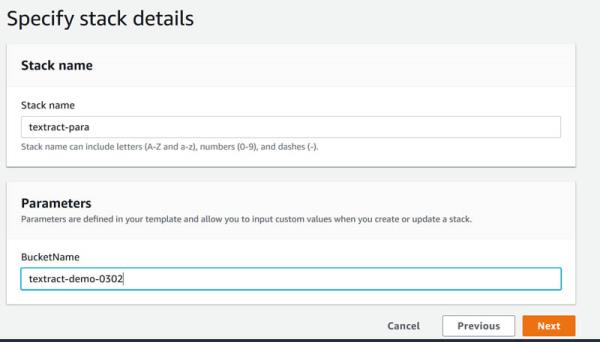 Specify stack details
Stack name
Stack name
textract-para
Stack name can include letters (A-Z and a-z), numbers (0-9), and dashes (-).
Parameters
Parameters are defined in your template and allow you to input custom values when you create or update a stack.
BucketName
textract-demo-0302
Cancel Previous Next